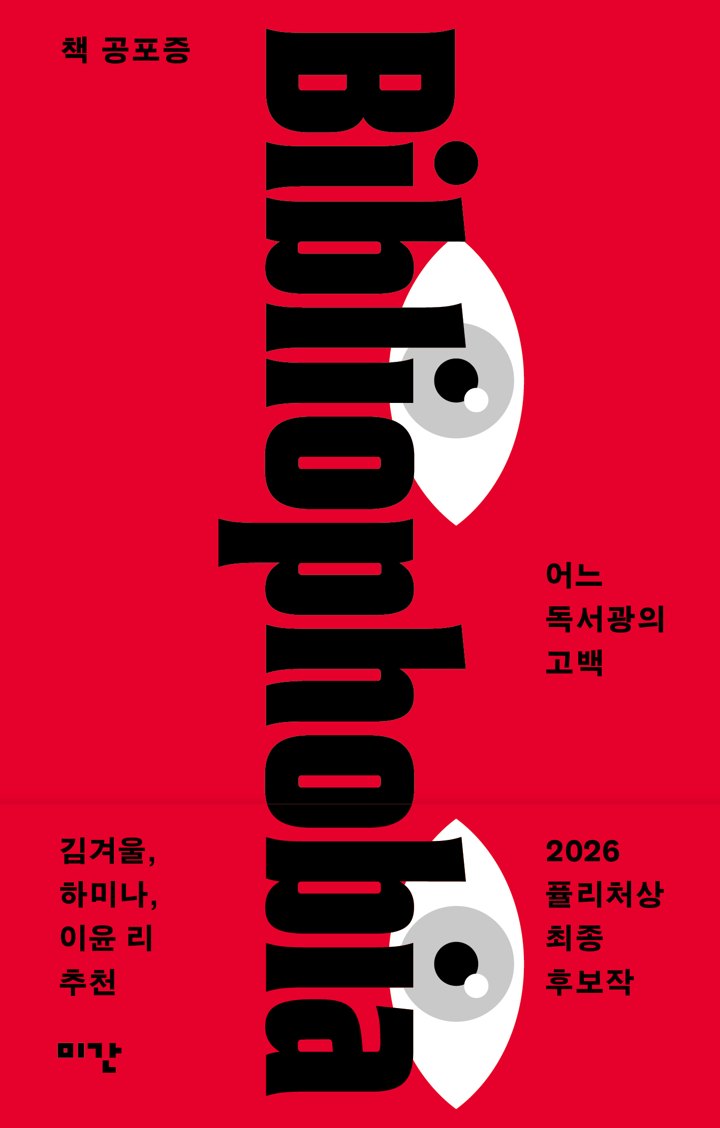 책 공포증
Bibliophobia
어느
독서광의
고백
김겨울,
하미나,
이윤 리
추천
2026
퓰리처상
최종
후보작
미간